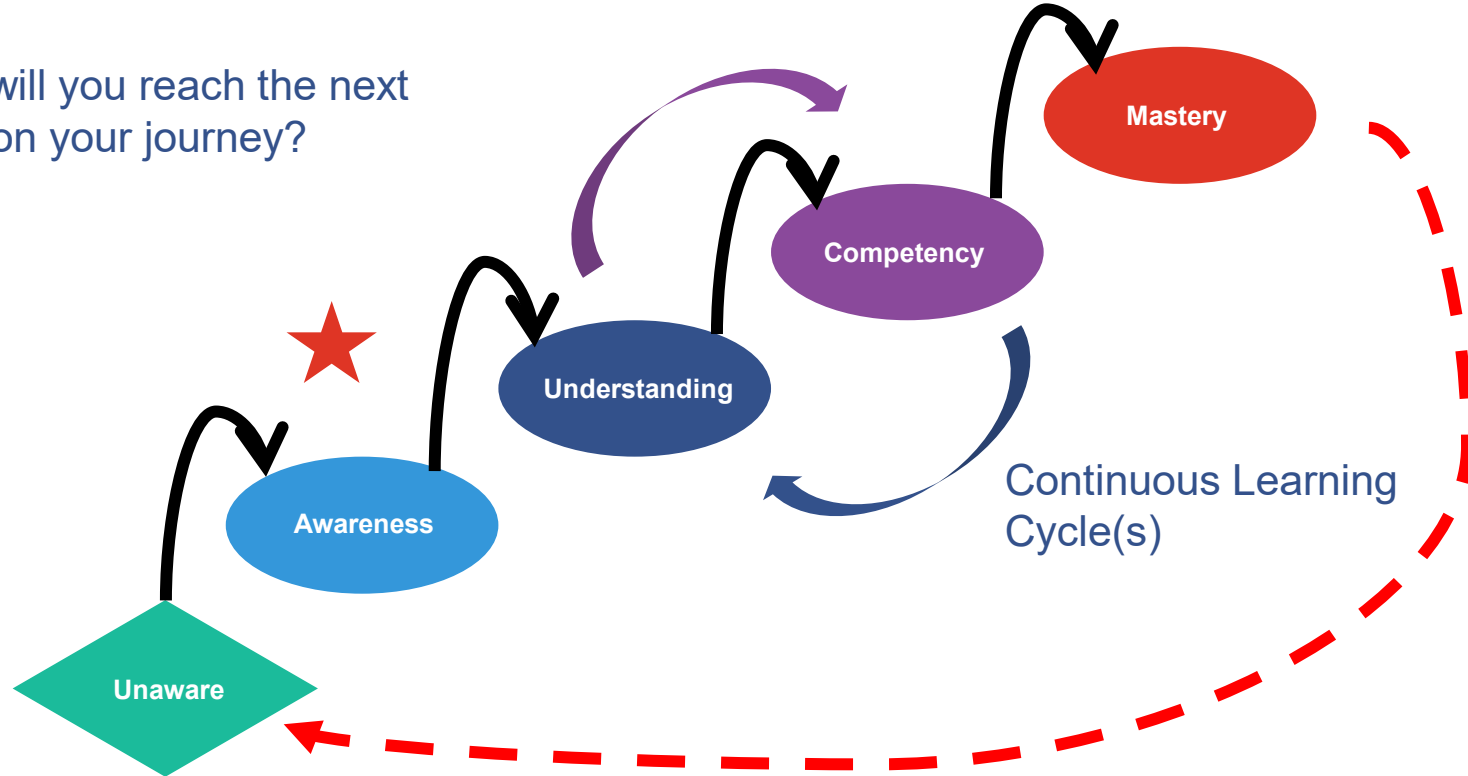 will you reach the next
on your journey?
Mastery
Competency
Understanding
Continuous Learning
Cycle(s)
Awareness
Unaware